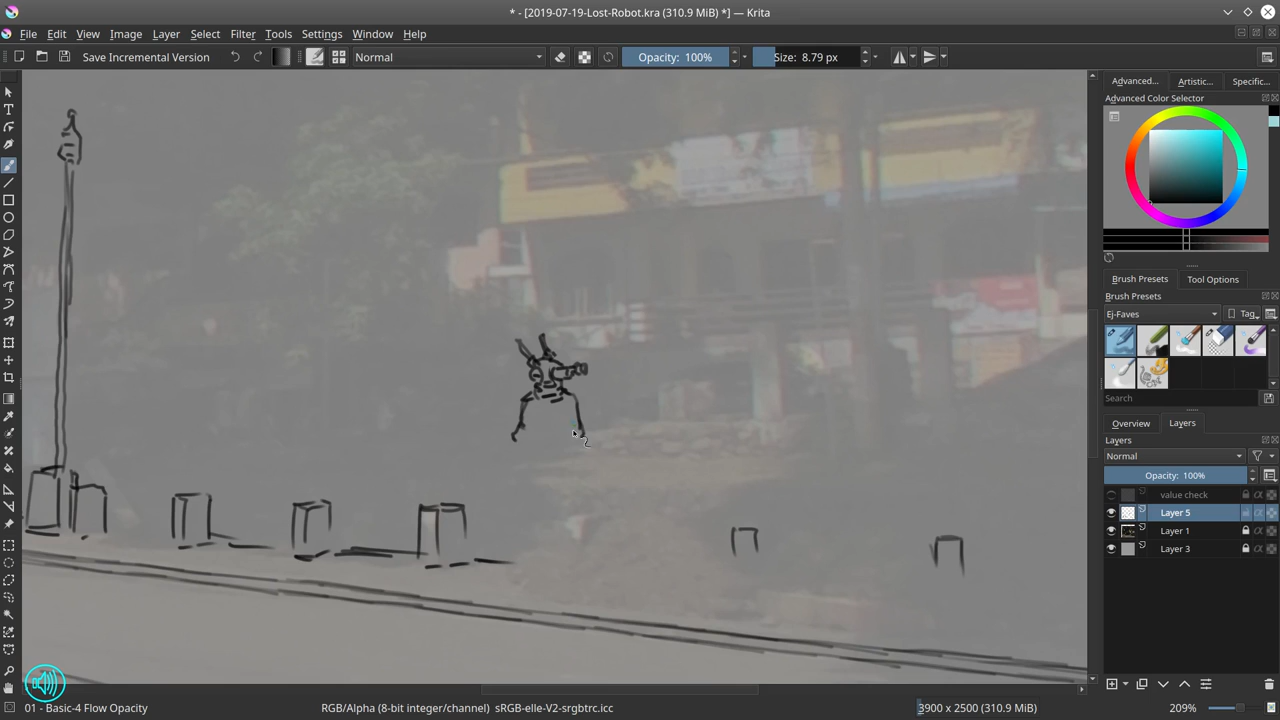 * - [2019-07-19-Lost-Robot.kra (310.9 MiB) *] — Krita
File Edit View Image Layer Select Filter Tools Settings Window Help
Save Incremental Version Normal Opacity: 100% Size: 8.79 px
Advanced... Artistic... Specific...
Advanced Color Selector
Brush Presets Tool Options
Brush Presets
Ej-Faves Tag
Search
Overview Layers
Layers
Normal
Opacity: 100%
value check
Layer 5
Layer 1
Layer 3
01 - Basic-4 Flow Opacity RGB/Alpha (8-bit integer/channel) sRGB-elle-V2-srgbtrc.icc 3900 x 2500 (310.9 MiB) 209%